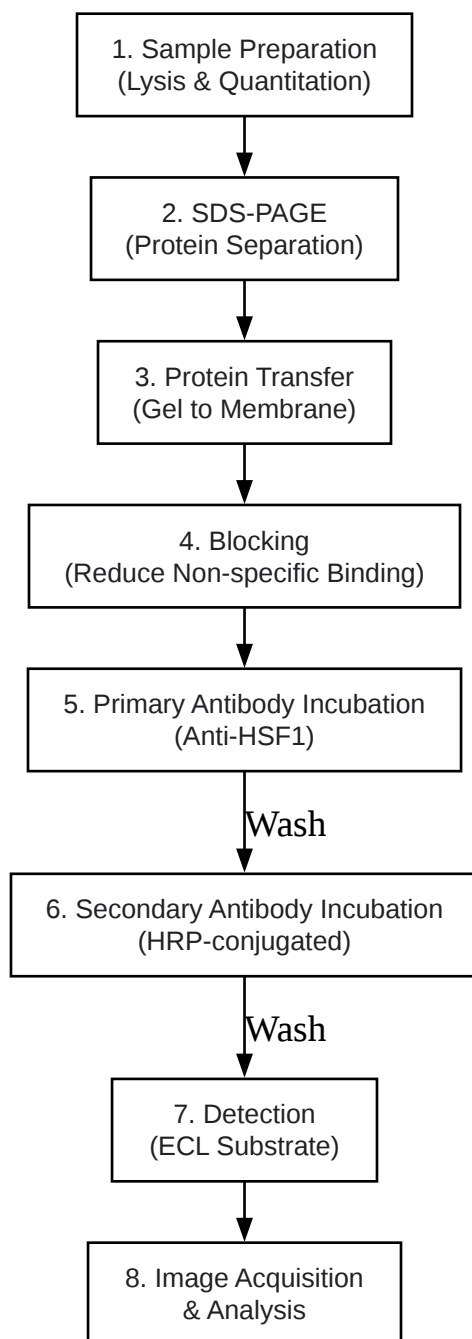 1. Sample Preparation
(Lysis & Quantitation)
2. SDS-PAGE
(Protein Separation)
3. Protein Transfer
(Gel to Membrane)
4. Blocking
(Reduce Non-specific Binding)
5. Primary Antibody Incubation
(Anti-HSF1)
Wash
6. Secondary Antibody Incubation
(HRP-conjugated)
Wash
7. Detection
(ECL Substrate)
8. Image Acquisition
& Analysis